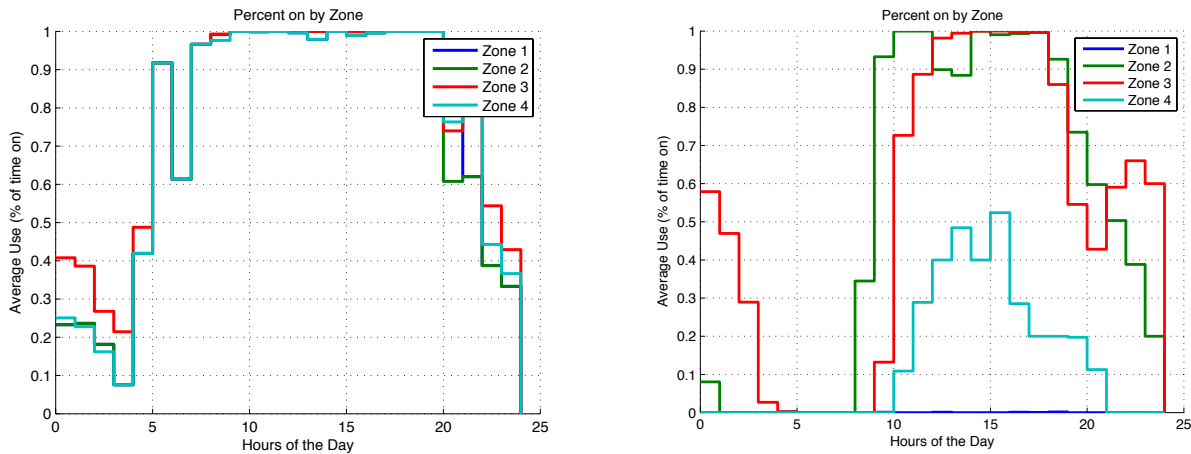 Percent on by Zone
1
0.9
0.8
0.7
0.6
0.5
0.4
0.3
0.2
0.1
0
Average Use (% of time on)
0 5 10 15 20 25
Hours of the Day
Zone 1
Zone 2
Zone 3
Zone 4
Percent on by Zone
1
0.9
0.8
0.7
0.6
0.5
0.4
0.3
0.2
0.1
0
Average Use (% of time on)
0 5 10 15 20 25
Hours of the Day
Zone 1
Zone 2
Zone 3
Zone 4